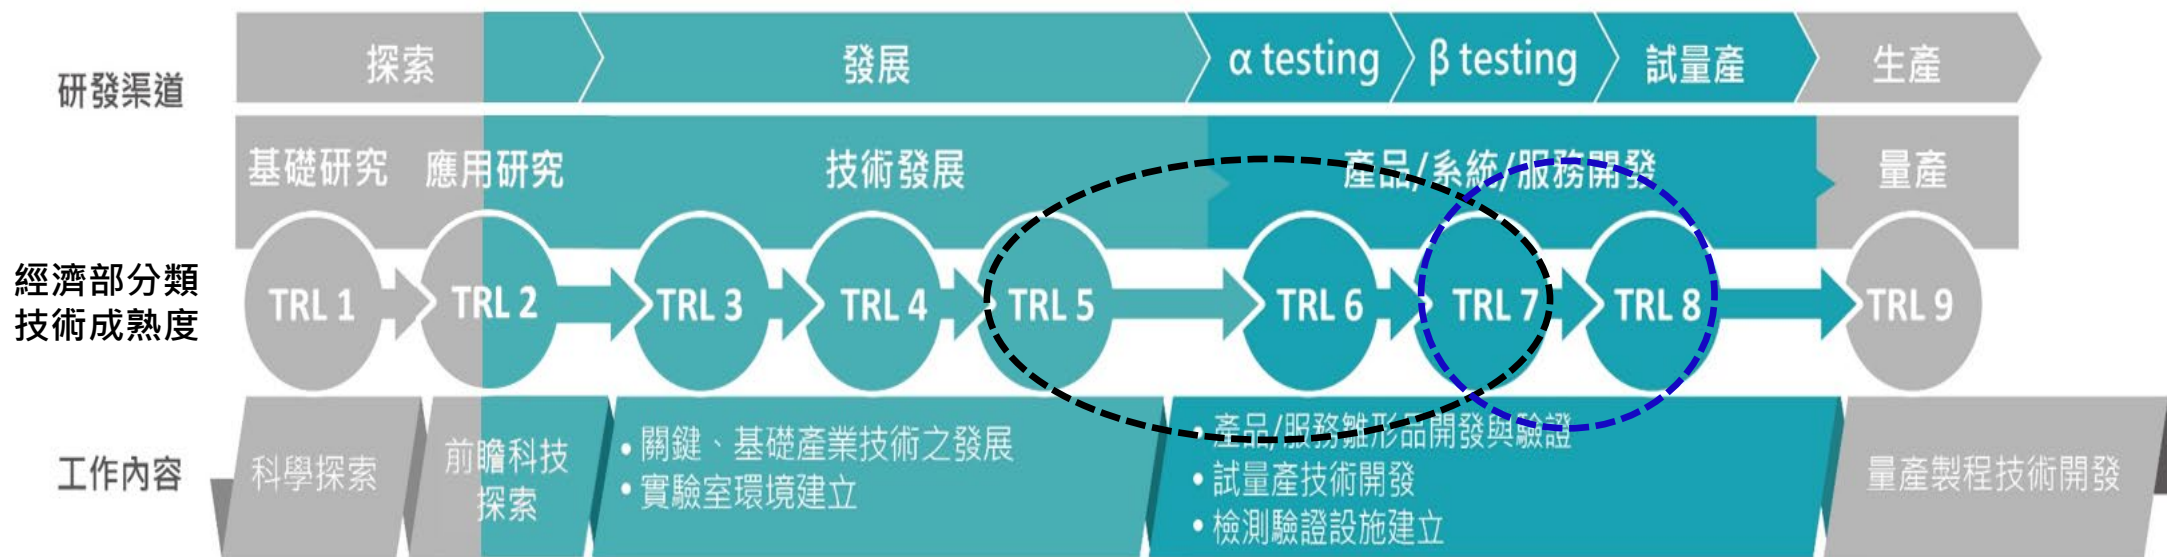 研發渠道
探索
發展
α testing
β testing
試量產
生產
基礎研究
應用研究
技術發展
產品/系統/服務開發
量產
經濟部分類
技術成熟度
TRL 1
TRL 2
TRL 3
TRL 4
TRL 5
TRL 6
TRL 7
TRL 8
TRL 9
工作內容
科學探索
前瞻科技
探索
• 關鍵、基礎產業技術之發展
• 實驗室環境建立
• 產品/服務雛形品開發與驗證
• 試量產技術開發
• 檢測驗證設施建立
量產製程技術開發